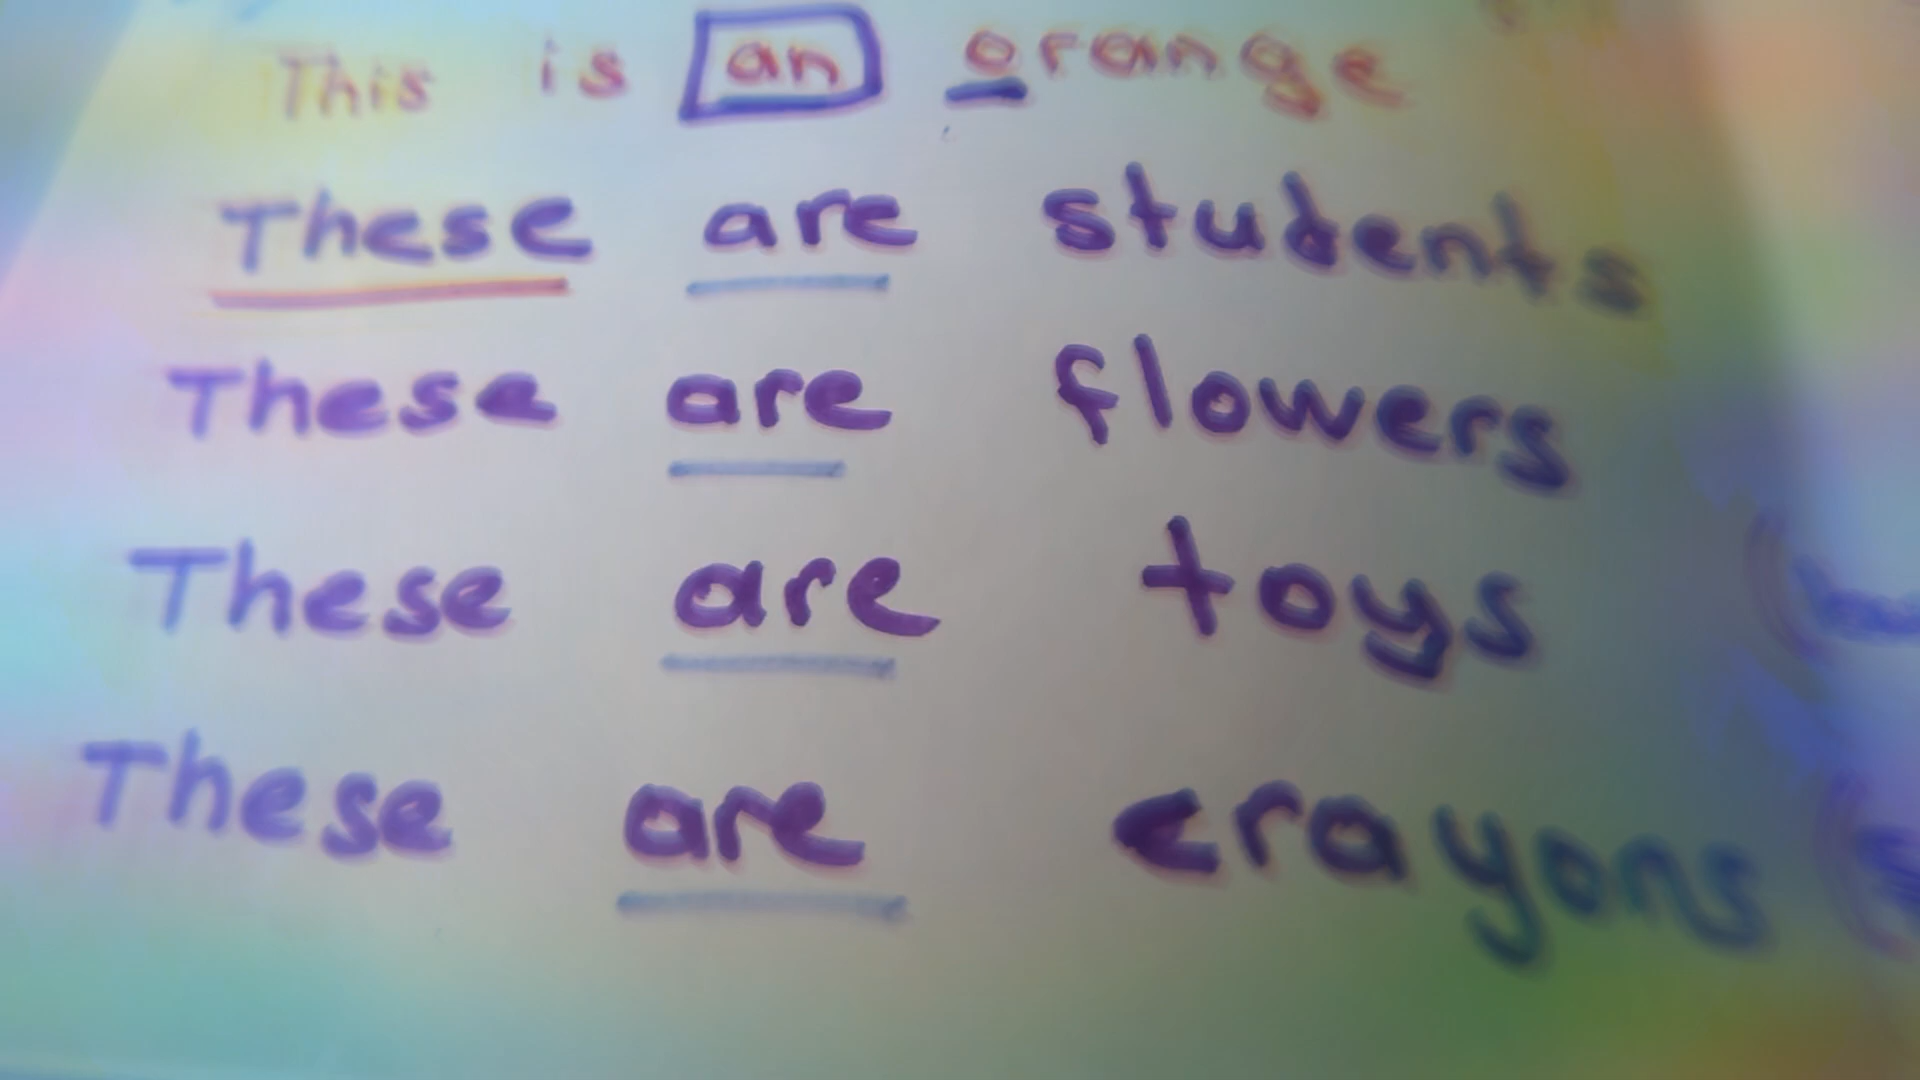 This is an orange
These are students
These are flowers
These are toys
These are crayons